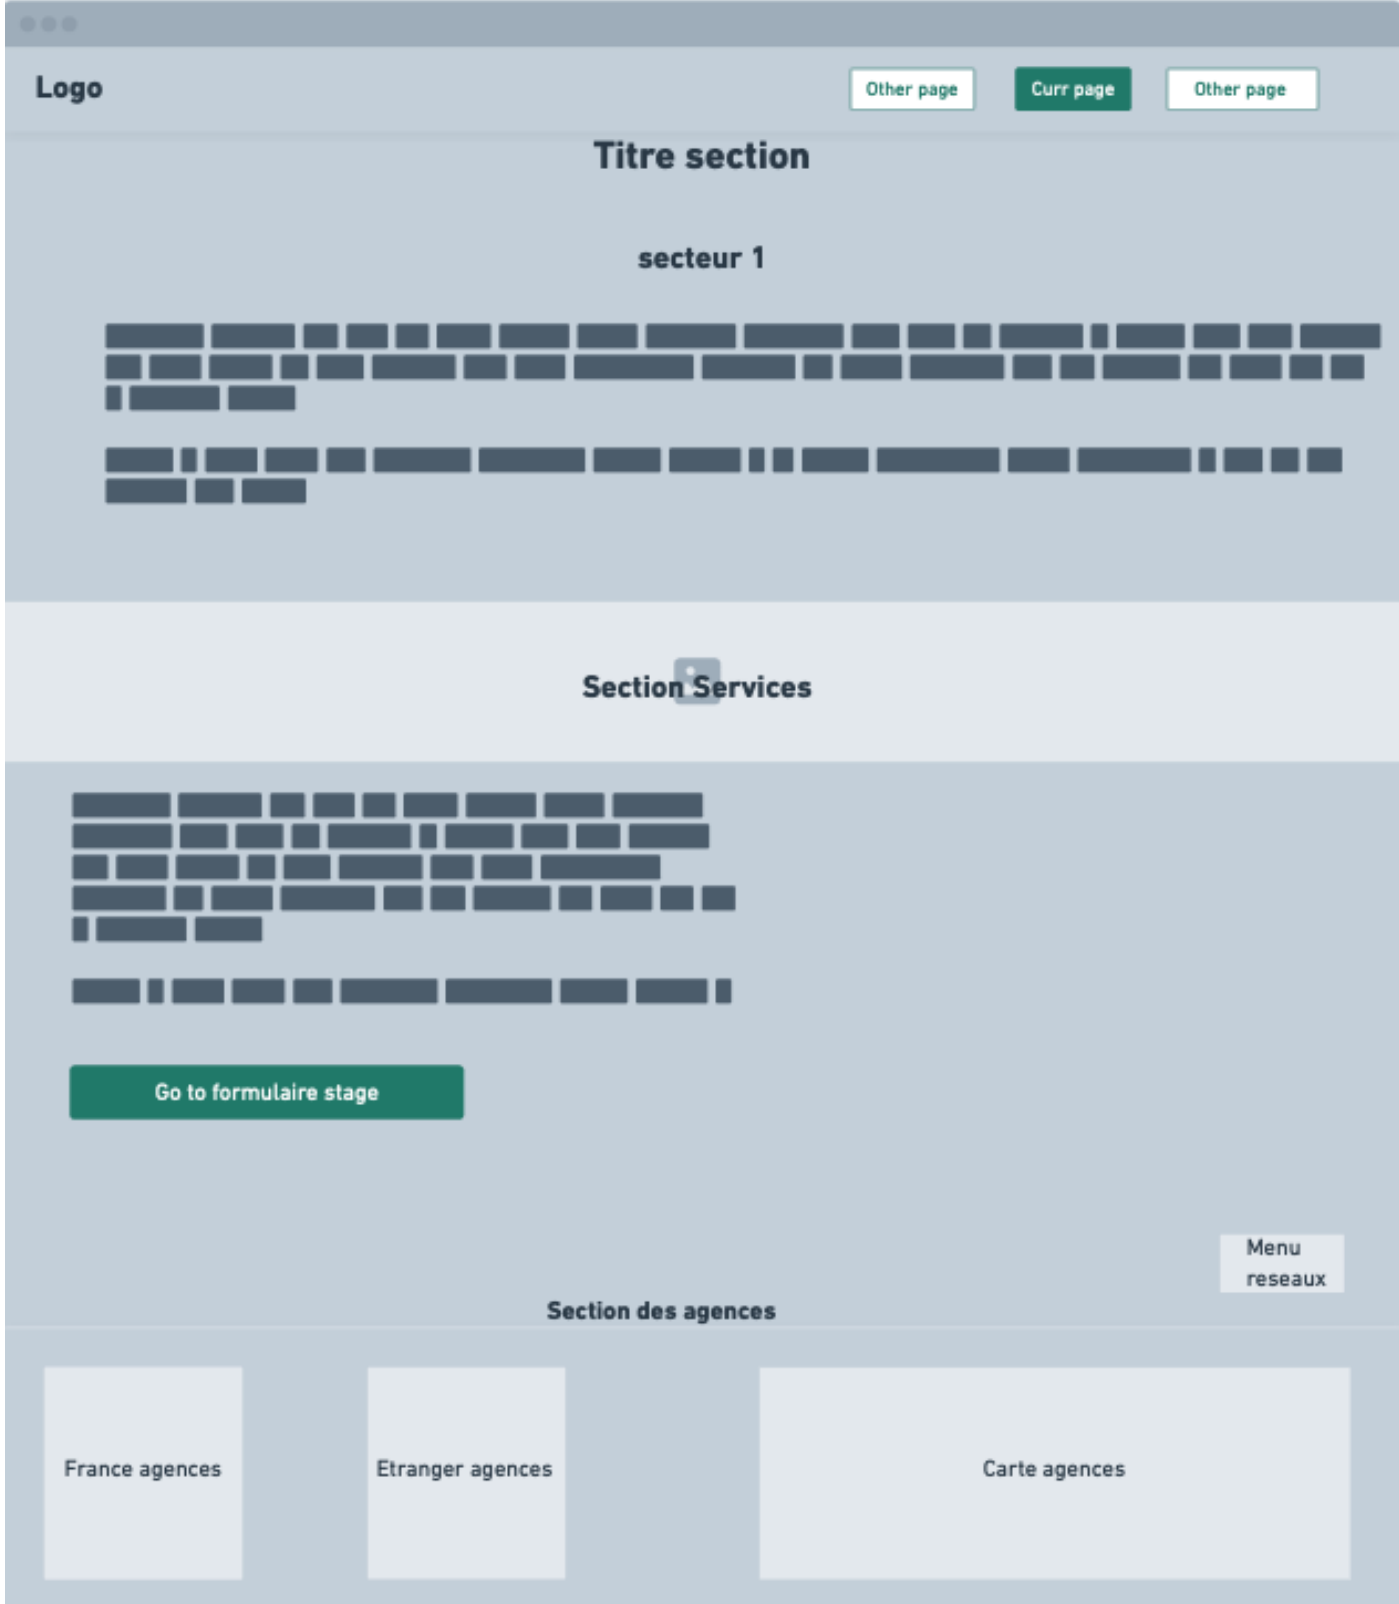 Logo
Other page
Curr page
Other page
Titre section
secteur 1
Section Services
Go to formulaire stage
Menu
reseaux
Section des agences
France agences
Etranger agences
Carte agences